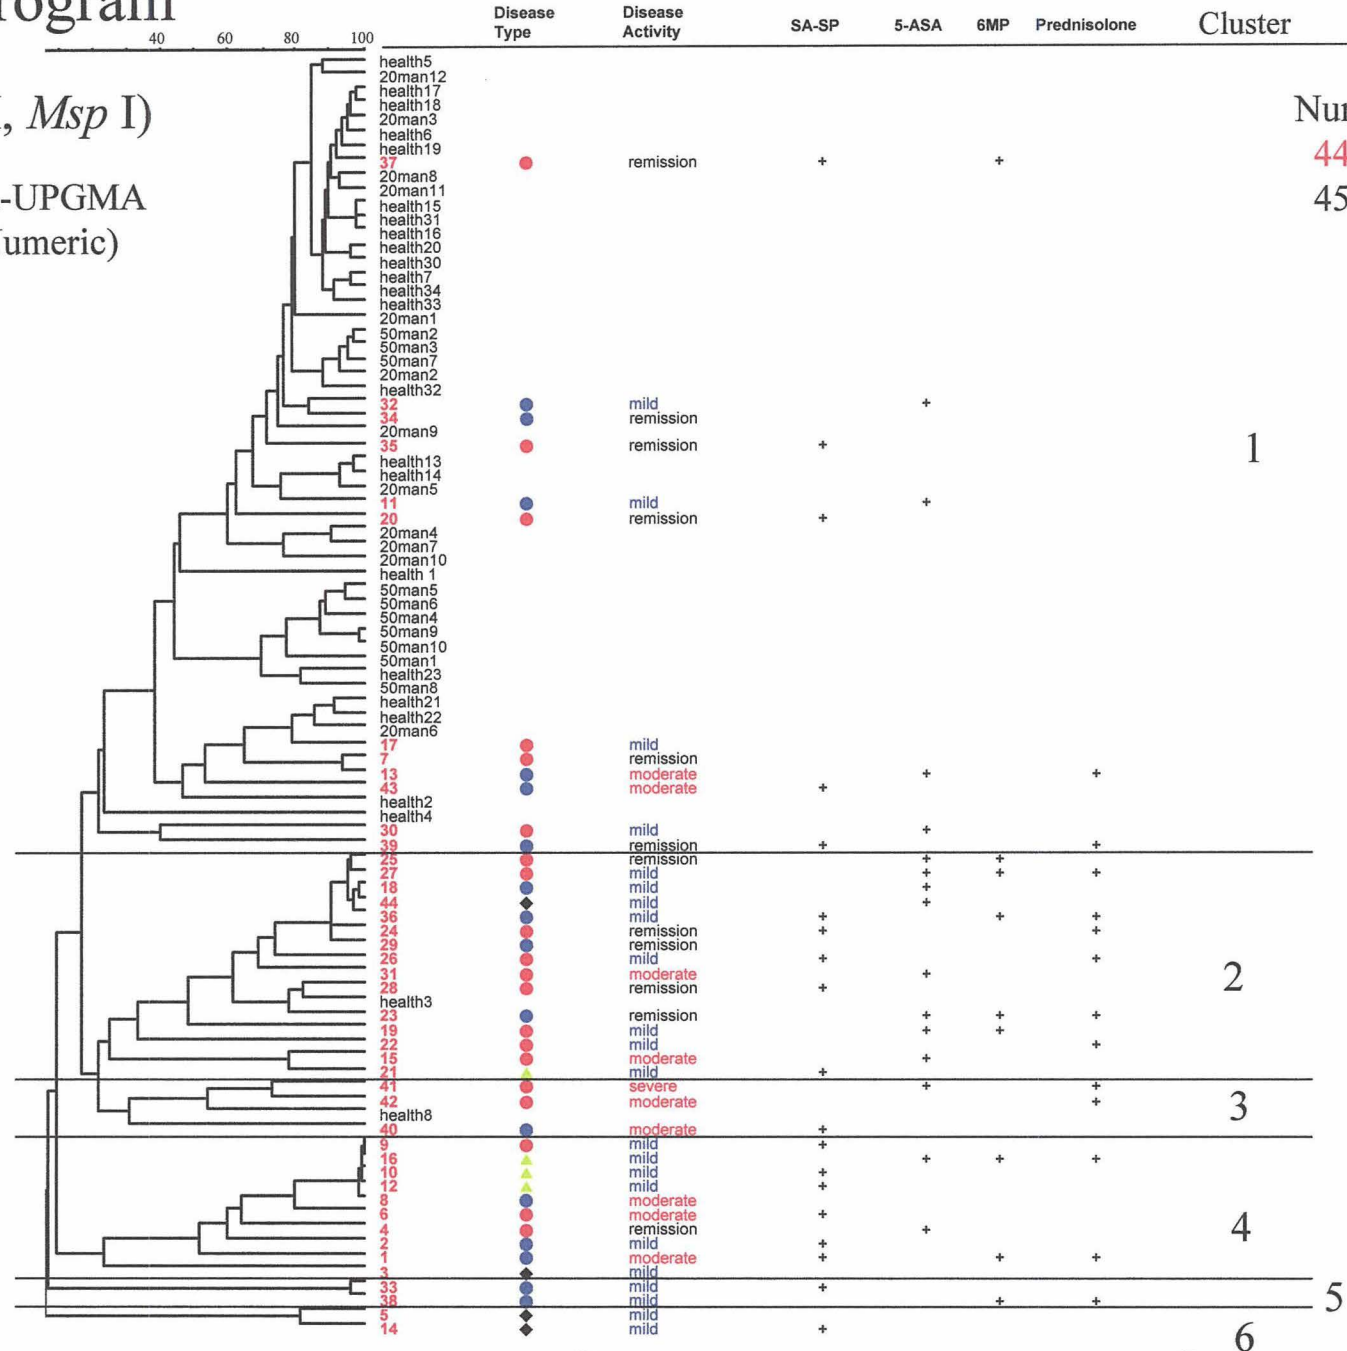 rogram
Disease Type
Disease Activity
SA-SP
5-ASA
6MP
Prednisolone
Cluster
40 60 80 100
, Msp I)
-UPGMA
umeric)
Nur
44
45
health5
20man12
health17
health18
20man3
health6
health19
37 remission + +
20man8
20man11
health15
health31
health16
health20
health30
health7
health34
health33
20man1
50man2
50man3
50man7
20man2
health32
32 mild +
34 remission
20man9
35 remission +
1
health13
health14
20man5
11 mild +
20 remission +
20man4
20man7
20man10
health 1
50man5
50man6
50man4
50man9
50man10
50man1
health23
50man8
health21
health22
20man6
17 mild
7 remission
13 moderate + +
43 moderate +
health2
health4
30 mild +
39 remission + +
25 remission + +
27 mild + + +
18 mild +
44 mild +
36 mild + + +
24 remission + +
29 remission
26 mild + +
31 moderate +
2
28 remission +
health3
23 remission + + +
19 mild + +
22 mild +
15 moderate +
21 mild +
41 severe + +
42 moderate +
3
health8
40 moderate +
9 mild +
16 mild + + +
10 mild +
12 mild +
8 moderate
6 moderate +
4 remission +
4
2 mild +
1 moderate + + +
3 mild
33 mild +
38 mild + +
5
5 mild
14 mild +
6